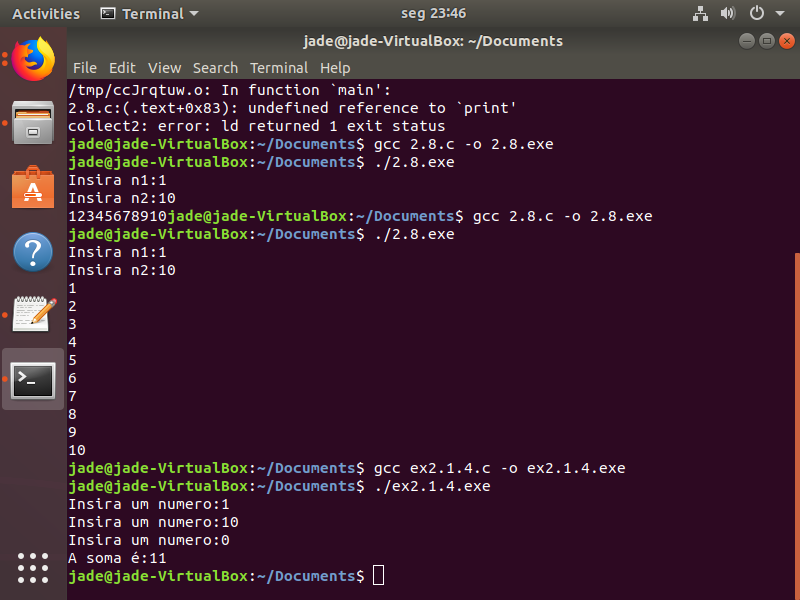 Activities Terminal seg 23:46
jade@jade-VirtualBox: ~/Documents
File Edit View Search Terminal Help
/tmp/ccJrqtuw.o: In function `main':
2.8.c:(.text+0x83): undefined reference to `print'
collect2: error: ld returned 1 exit status
jade@jade-VirtualBox:~/Documents$ gcc 2.8.c -o 2.8.exe
jade@jade-VirtualBox:~/Documents$ ./2.8.exe
Insira n1:1
Insira n2:10
12345678910jade@jade-VirtualBox:~/Documents$ gcc 2.8.c -o 2.8.exe
jade@jade-VirtualBox:~/Documents$ ./2.8.exe
Insira n1:1
Insira n2:10
1
2
3
4
5
6
7
8
9
10
jade@jade-VirtualBox:~/Documents$ gcc ex2.1.4.c -o ex2.1.4.exe
jade@jade-VirtualBox:~/Documents$ ./ex2.1.4.exe
Insira um numero:1
Insira um numero:10
Insira um numero:0
A soma é:11
jade@jade-VirtualBox:~/Documents$